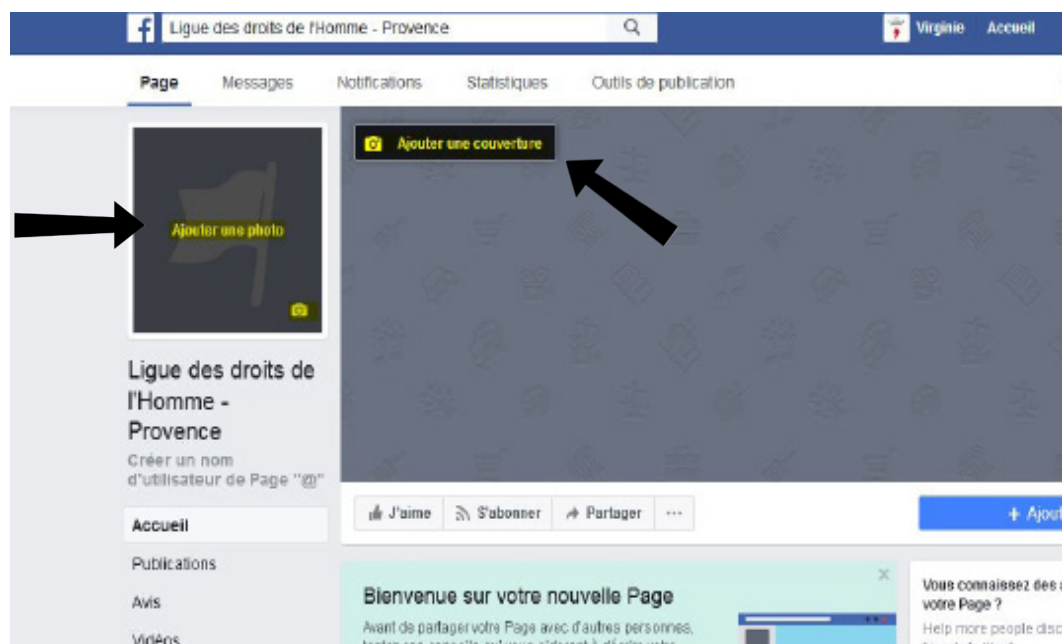 f Ligue des droits de l'Homme - Provence
Virginie Accueil
Page Messages Notifications Statistiques Outils de publication
Ajouter une couverture
Ajouter une photo
Ligue des droits de
l'Homme -
Provence
Créer un nom
d'utilisateur de Page "@"
J'aime S'abonner Partager ...
+ Ajout
Accueil
Publications
Avis
Vidéos
Bienvenue sur votre nouvelle Page
Avant de partager votre Page avec d'autres personnes,
Vous connaissez des
votre Page ?
Help more people dis